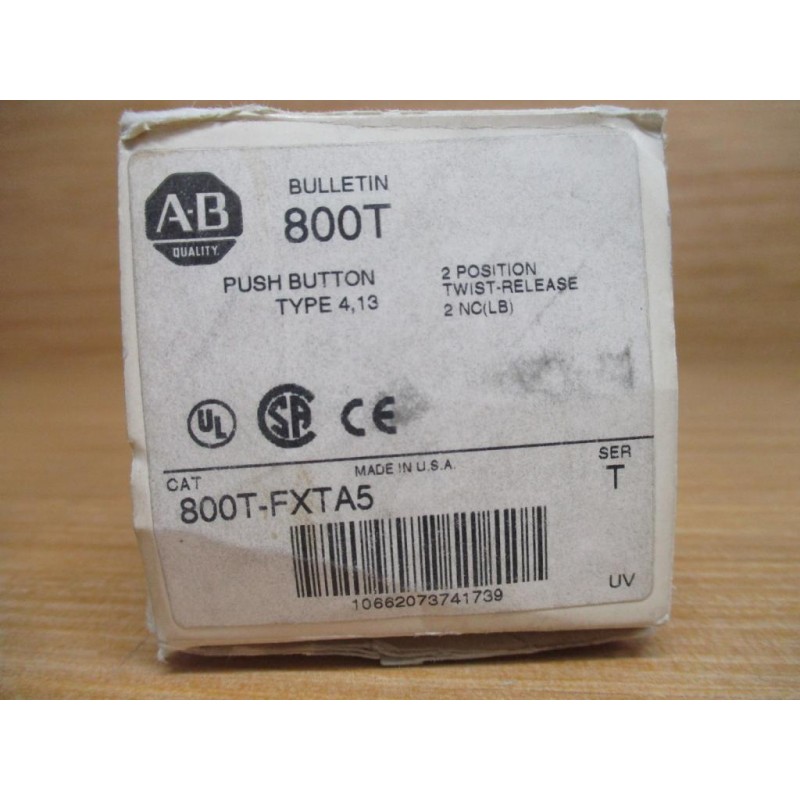 A-B
QUALITY
BULLETIN
800T
PUSH BUTTON
TYPE 4,13
2 POSITION
TWIST-RELEASE
2 NC(LB)
UL
SA
CE
MADE IN U.S.A.
CAT
800T-FXTA5
SER
T
10662073741739
UV